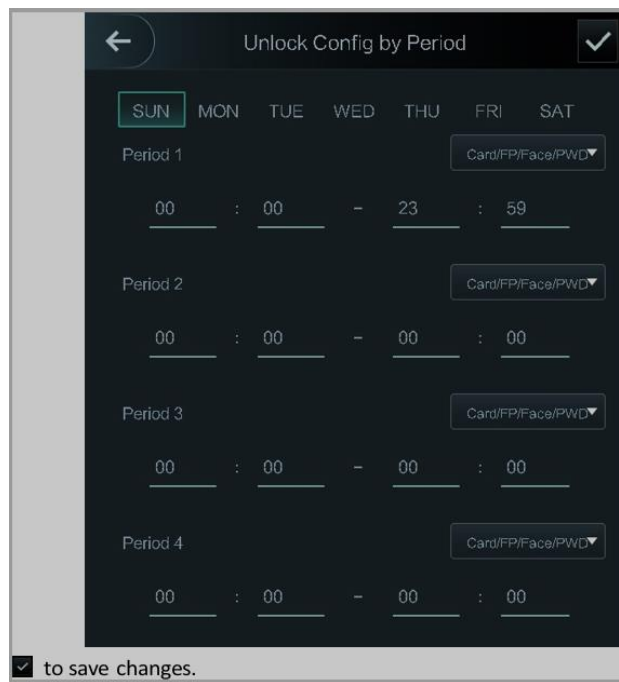 Unlock Config by Period
SUN MON TUE WED THU FRI SAT
Period 1 Card/FP/Face/PWD
00 : 00 - 23 : 59
Period 2 Card/FP/Face/PWD
00 : 00 - 00 : 00
Period 3 Card/FP/Face/PWD
00 : 00 - 00 : 00
Period 4 Card/FP/Face/PWD
00 : 00 - 00 : 00
to save changes.